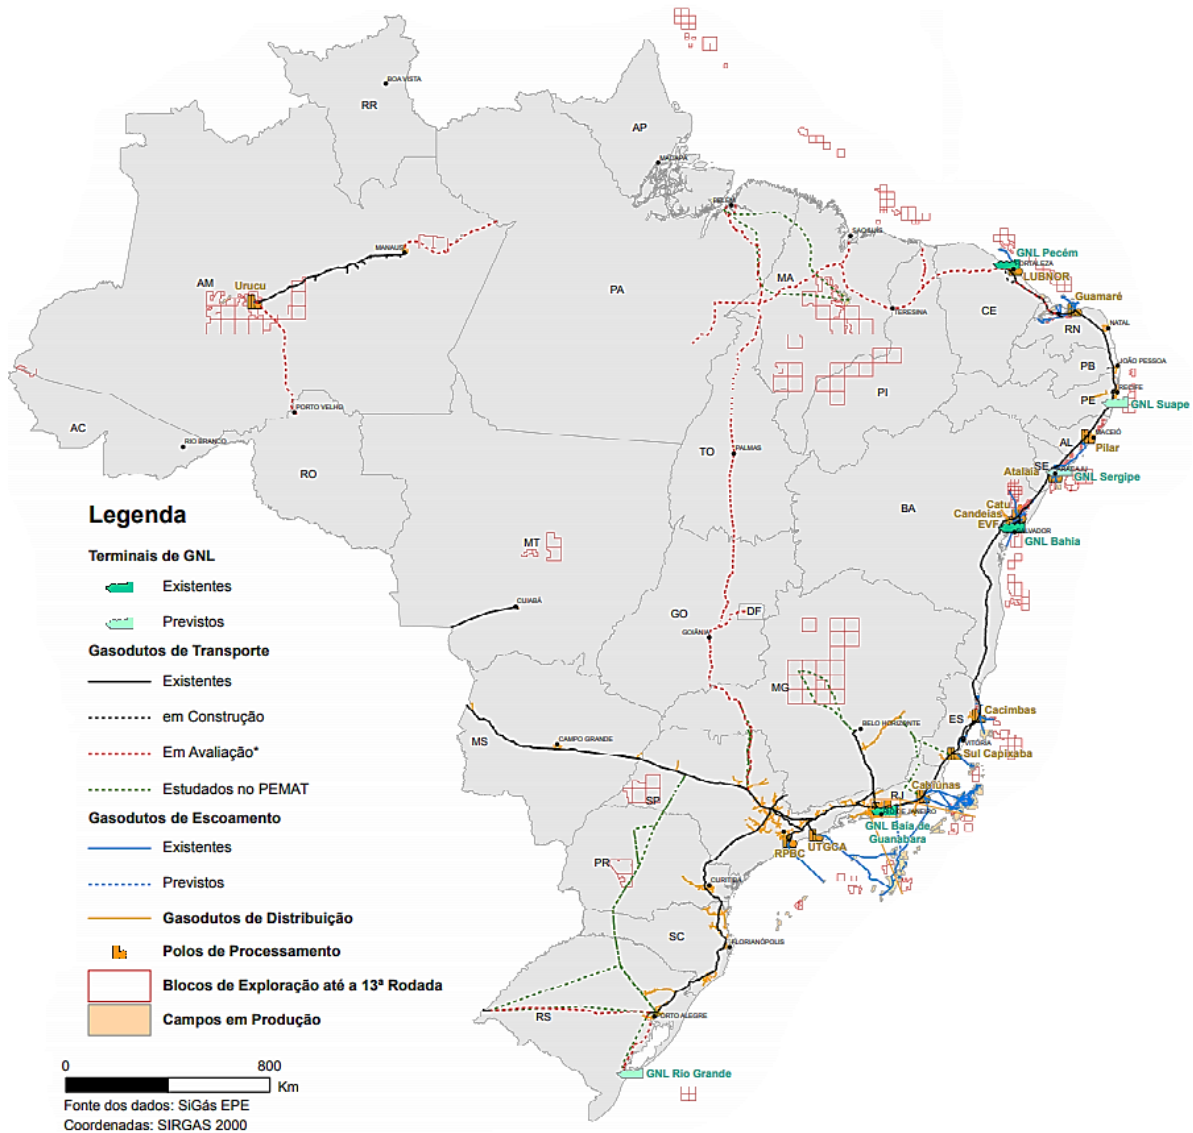 BOA VISTA
RR
AP
MACAPÁ
BELÉM
SÃO LUÍS
MANAUS
GNL Pecém
FORTALEZA
LUBNOR
AM
Urucu
MA
PA
CE
Guamaré
TERESINA
RN
NATAL
PB
JOÃO PESSOA
PI
RECIFE
PE
GNL Suape
PORTO VELHO
AC
RIO BRANCO
AL
MACEIÓ
Pilar
TO
PALMAS
SE
ARACAJU
Atalaia
GNL Sergipe
RO
BA
Catu
Candeias
EVF
SALVADOR
GNL Bahia
MT
CUIABÁ
GO
DF
GOIÂNIA
MG
BELO HORIZONTE
ES
Cacimbas
VITÓRIA
Sul Capixaba
MS
CAMPO GRANDE
SP
Cabiúnas
RJ
RIO DE JANEIRO
GNL Baía de
Guanabara
RPBC
UTGCA
PR
CURITIBA
SC
FLORIANÓPOLIS
RS
PORTO ALEGRE
GNL Rio Grande
Legenda
Terminais de GNL
Existentes
Previstos
Gasodutos de Transporte
Existentes
em Construção
Em Avaliação*
Estudados no PEMAT
Gasodutos de Escoamento
Existentes
Previstos
Gasodutos de Distribuição
Polos de Processamento
Blocos de Exploração até a 13ª Rodada
Campos em Produção
0 800
Km
Fonte dos dados: SiGás EPE
Coordenadas: SIRGAS 2000